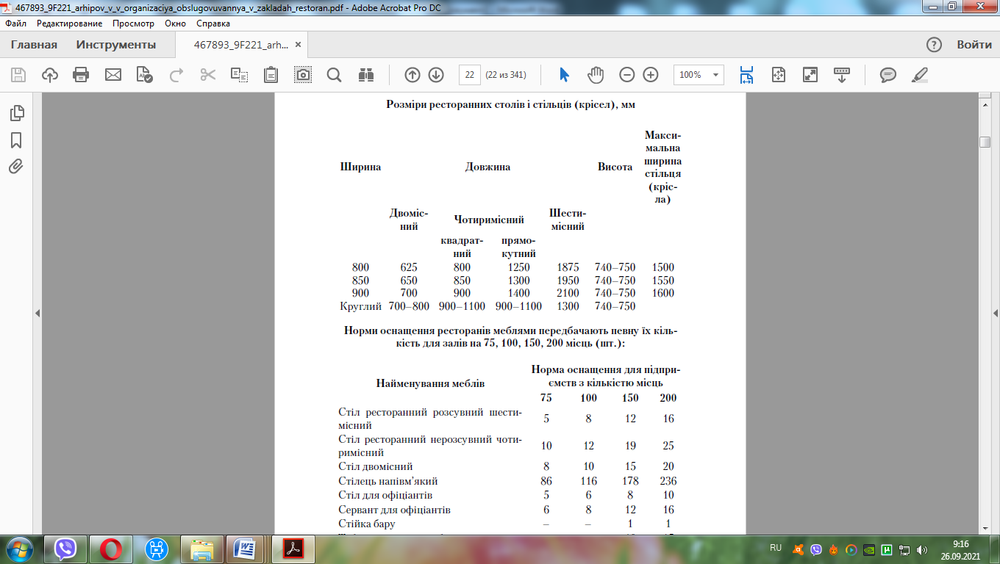 467893_9F221_arhipov_v_v_organizaciya_obslugovuvannya_v_zakladah_restoran.pdf - Adobe Acrobat Pro DC
Файл Редактирование Просмотр Окно Справка
Главная Инструменты 467893_9F221_arh... × Войти
22 (22 из 341) 100%
Розміри ресторанних столів і стільців (крісел), мм
Макси-
мальна
Ширина Довжина Висота ширина
стільця
(кріс-
ла)
Двоміс- Чотиримісний Шести-
ний місний
квадрат- прямо-
ний кутний
800 625 800 1250 1875 740–750 1500
850 650 850 1300 1950 740–750 1550
900 700 900 1400 2100 740–750 1600
Круглий 700–800 900–1100 900–1100 1300 740–750
Норми оснащення ресторанів меблями передбачають певну їх кіль-
кість для залів на 75, 100, 150, 200 місць (шт.):
Найменування меблів Норма оснащення для підпри-
ємств з кількістю місць
75 100 150 200
Стіл ресторанний розсувний шести-
місний 5 8 12 16
Стіл ресторанний нерозсувний чоти-
римісний 10 12 19 25
Стіл двомісний 8 10 15 20
Стілець напівм’який 86 116 178 236
Стіл для офіціантів 5 6 8 10
Сервант для офіціантів 6 8 12 16
Стійка бару – – 1 1
RU 9:16
26.09.2021